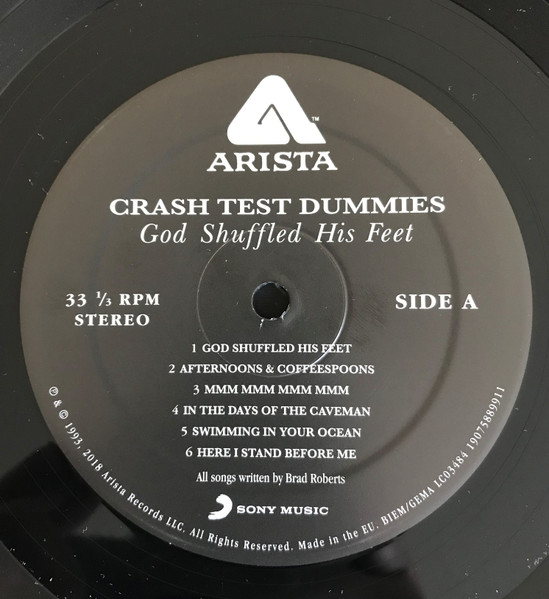 ™
ARISTA
CRASH TEST DUMMIES
God Shuffled His Feet
33 ⅓ RPM
STEREO
SIDE A
1 GOD SHUFFLED HIS FEET
2 AFTERNOONS & COFFEESPOONS
3 MMM MMM MMM MMM
4 IN THE DAYS OF THE CAVEMAN
5 SWIMMING IN YOUR OCEAN
6 HERE I STAND BEFORE ME
All songs written by Brad Roberts
SONY MUSIC
℗ & © 1993, 2018 Arista Records LLC. All Rights Reserved. Made in the EU. BIEM/GEMA LC03484 19075889911